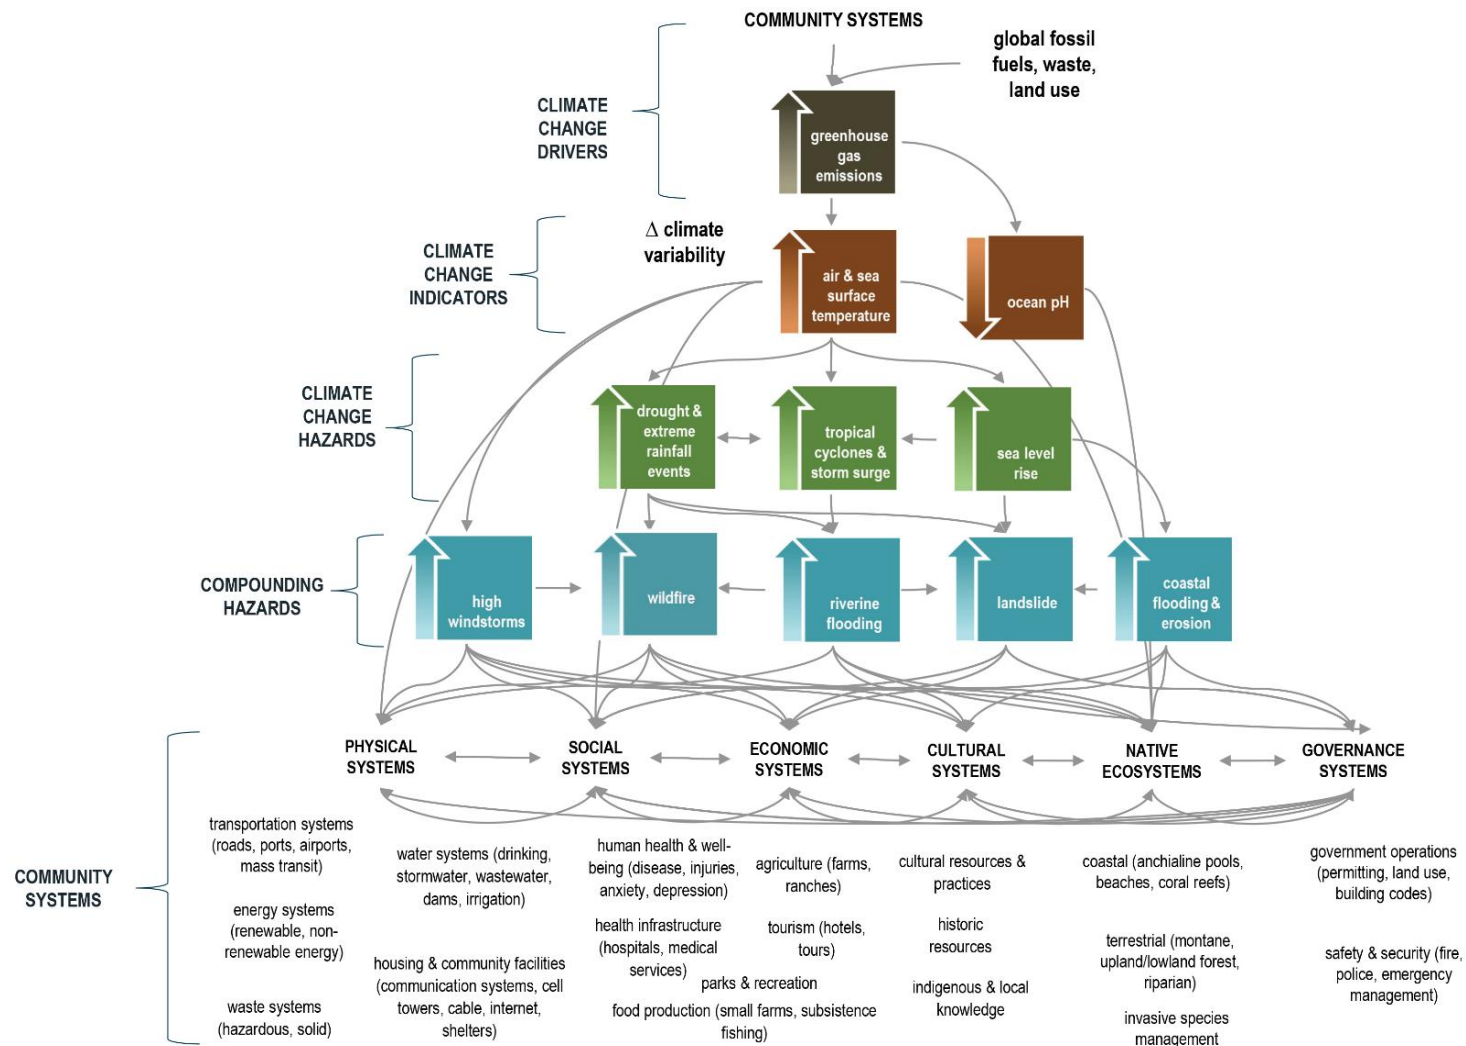 COMMUNITY SYSTEMS
global fossil
fuels, waste,
land use
CLIMATE
CHANGE
DRIVERS
greenhouse
gas
emissions
Δ climate
variability
CLIMATE
CHANGE
INDICATORS
air & sea
surface
temperature
ocean pH
CLIMATE
CHANGE
HAZARDS
drought &
extreme
rainfall
events
tropical
cyclones &
storm surge
sea level
rise
COMPOUNDING
HAZARDS
high
windstorms
wildfire
riverine
flooding
landslide
coastal
flooding &
erosion
PHYSICAL
SYSTEMS
SOCIAL
SYSTEMS
ECONOMIC
SYSTEMS
CULTURAL
SYSTEMS
NATIVE
ECOSYSTEMS
GOVERNANCE
SYSTEMS
COMMUNITY
SYSTEMS
transportation systems
(roads, ports, airports,
mass transit)
energy systems
(renewable, non-
renewable energy)
waste systems
(hazardous, solid)
water systems (drinking,
stormwater, wastewater,
dams, irrigation)
housing & community facilities
(communication systems, cell
towers, cable, internet,
shelters)
human health & well-
being (disease, injuries,
anxiety, depression)
health infrastructure
(hospitals, medical
services)
parks & recreation
food production (small farms, subsistence
fishing)
agriculture (farms,
ranches)
tourism (hotels,
tours)
cultural resources &
practices
historic
resources
indigenous & local
knowledge
coastal (anchialine pools,
beaches, coral reefs)
terrestrial (montane,
upland/lowland forest,
riparian)
invasive species
management
government operations
(permitting, land use,
building codes)
safety & security (fire,
police, emergency
management)